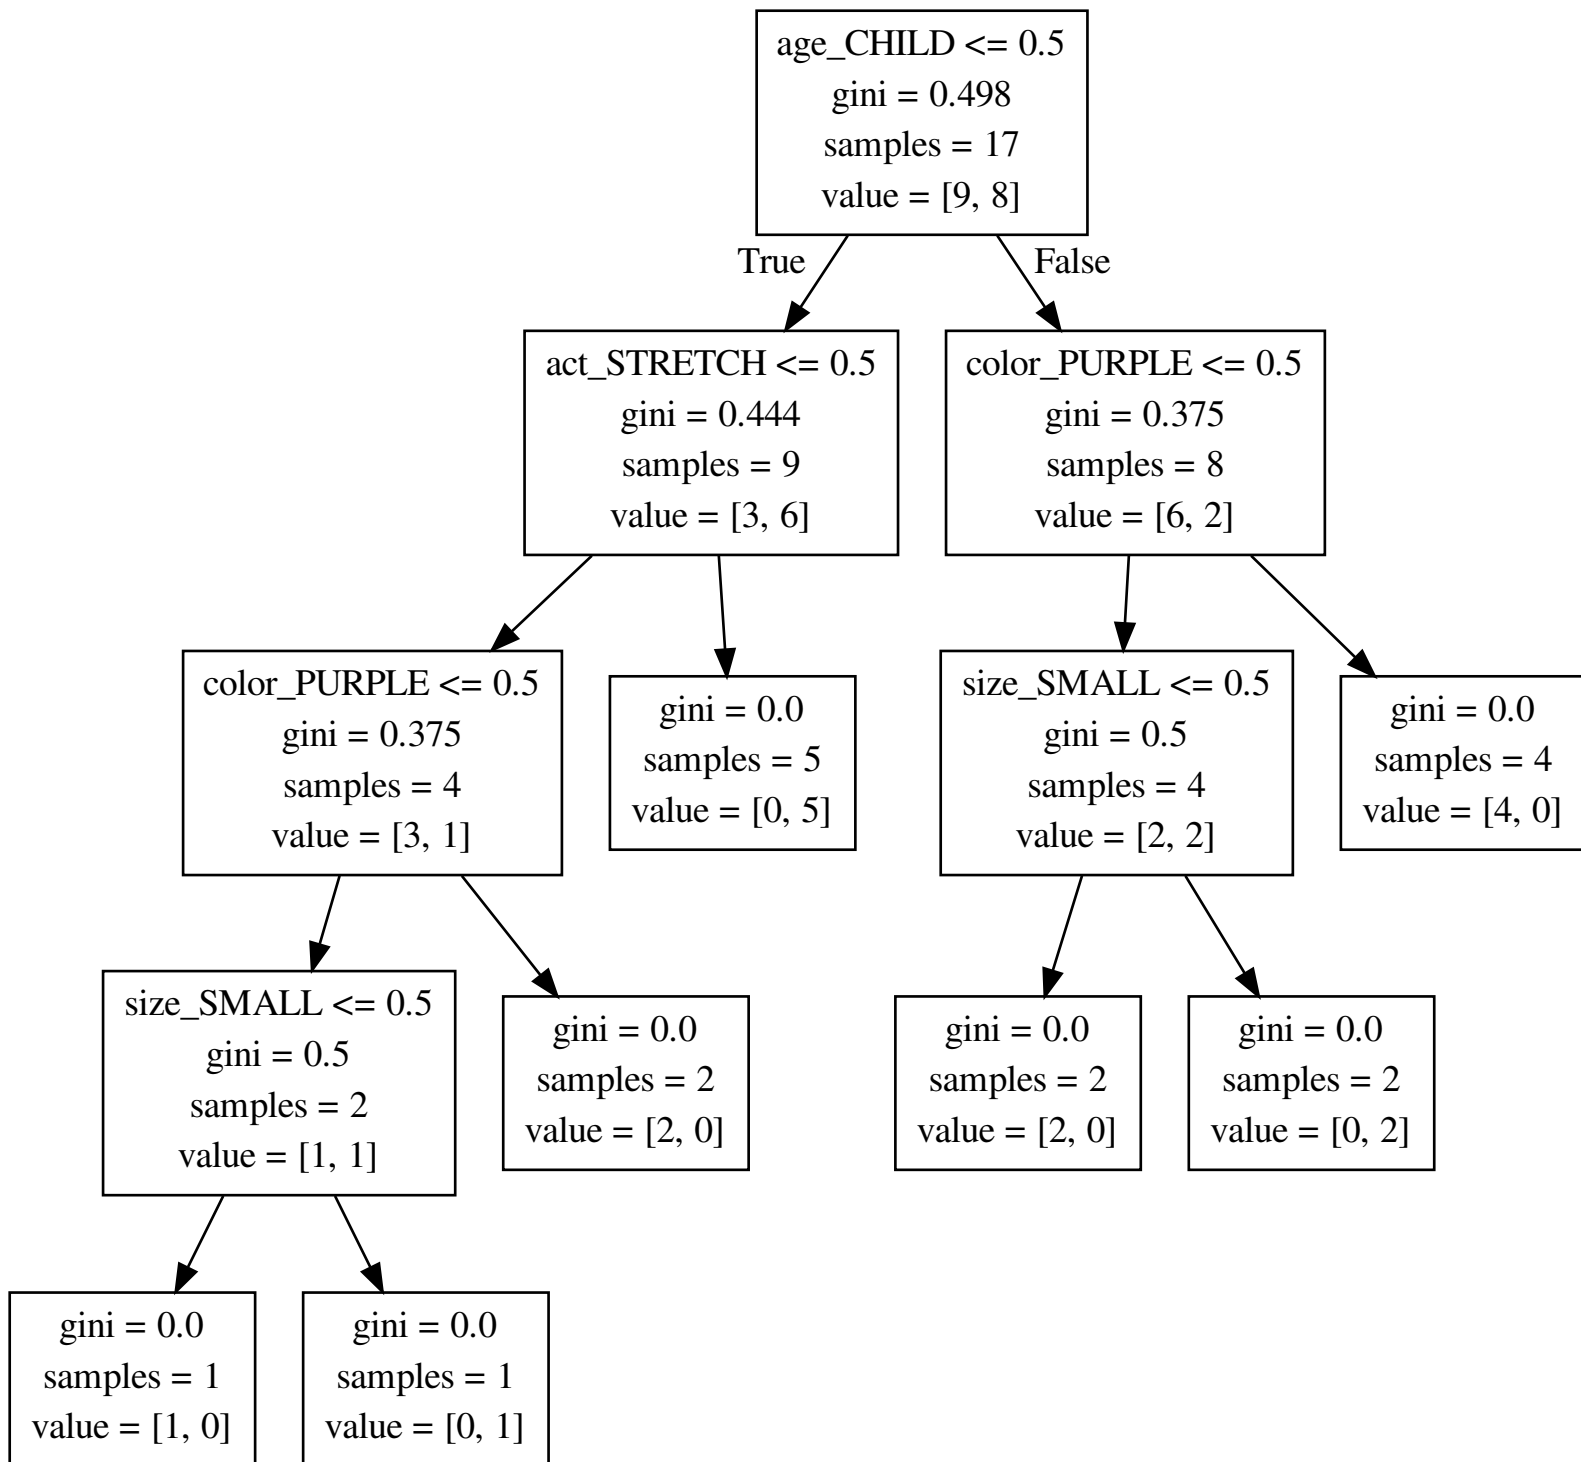 age_CHILD <= 0.5
gini = 0.498
samples = 17
value = [9, 8]
True
False
act_STRETCH <= 0.5
gini = 0.444
samples = 9
value = [3, 6]
color_PURPLE <= 0.5
gini = 0.375
samples = 8
value = [6, 2]
color_PURPLE <= 0.5
gini = 0.375
samples = 4
value = [3, 1]
gini = 0.0
samples = 5
value = [0, 5]
size_SMALL <= 0.5
gini = 0.5
samples = 4
value = [2, 2]
gini = 0.0
samples = 4
value = [4, 0]
size_SMALL <= 0.5
gini = 0.5
samples = 2
value = [1, 1]
gini = 0.0
samples = 2
value = [2, 0]
gini = 0.0
samples = 2
value = [2, 0]
gini = 0.0
samples = 2
value = [0, 2]
gini = 0.0
samples = 1
value = [1, 0]
gini = 0.0
samples = 1
value = [0, 1]